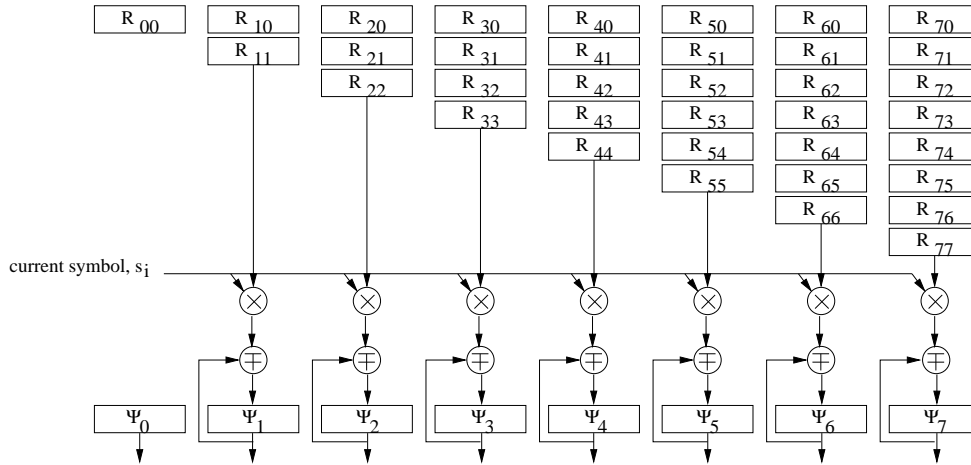 R 00 R 10 R 20 R 30 R 40 R 50 R 60 R 70
R 11 R 21 R 31 R 41 R 51 R 61 R 71
R 22 R 32 R 42 R 52 R 62 R 72
R 33 R 43 R 53 R 63 R 73
R 44 R 54 R 64 R 74
R 55 R 65 R 75
R 66 R 76
R 77
current symbol, s i
× × × × × × ×
∓ ∓ ∓ ∓ ∓ ∓ ∓
Ψ 0 Ψ 1 Ψ 2 Ψ 3 Ψ 4 Ψ 5 Ψ 6 Ψ 7